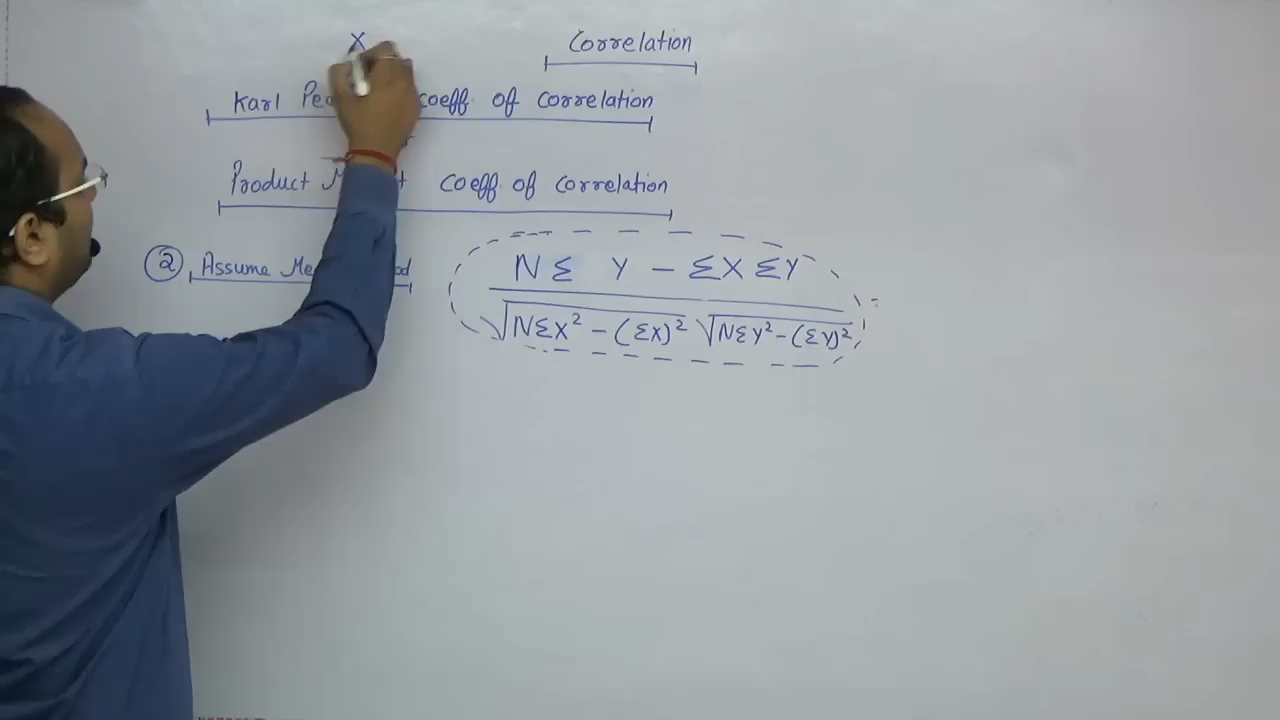 X
Correlation
Karl coeff of correlation
Product coeff of correlation
② Assume
N Σ Y - ΣX ΣY
√NΣX² - (ΣX)² √NΣY² - (ΣY)²